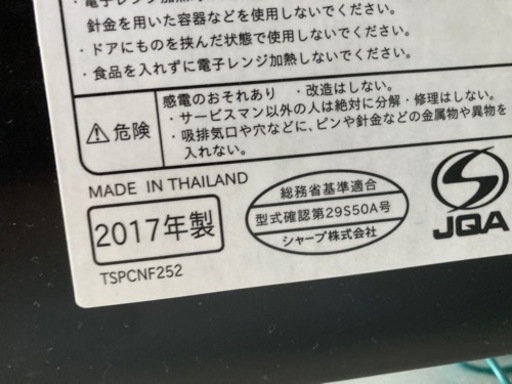 針金を用いた容器などを使用しないでください。
・ドアにものを挟んだ状態で使用しないでください。
・食品を入れずに電子レンジ加熱しないでください。
危険
感電のおそれあり ・改造はしない。
・サービスマン以外の人は絶対に分解・修理はしない。
・吸排気口や穴などに、ピンや針金などの金属物や異物を
入れない。
MADE IN THAILAND
2017年製
TSPCNF252
総務省基準適合
型式確認第29S50A号
シャープ株式会社
JQA